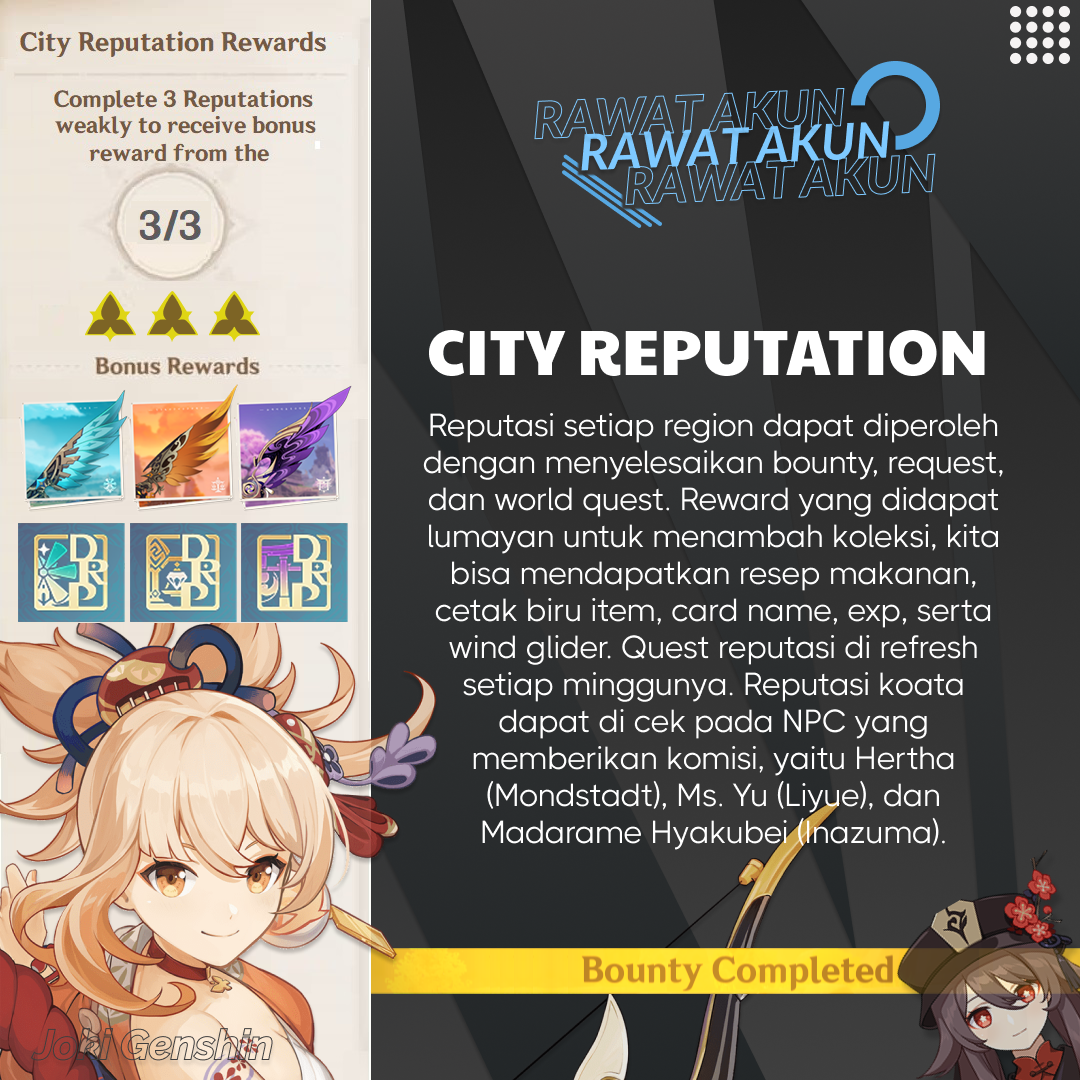 City Reputation Rewards
Complete 3 Reputations
weakly to receive bonus
reward from the
3/3
Bonus Rewards
RAWAT AKUN
RAWAT AKUN
RAWAT AKUN
CITY REPUTATION
Reputasi setiap region dapat diperoleh
dengan menyelesaikan bounty, request,
dan world quest. Reward yang didapat
lumayan untuk menambah koleksi, kita
bisa mendapatkan resep makanan,
cetak biru item, card name, exp, serta
wind glider. Quest reputasi di refresh
setiap minggunya. Reputasi koata
dapat di cek pada NPC yang
memberikan komisi, yaitu Hertha
(Mondstadt), Ms. Yu (Liyue), dan
Madarame Hyakubei (Inazuma).
Bounty Completed